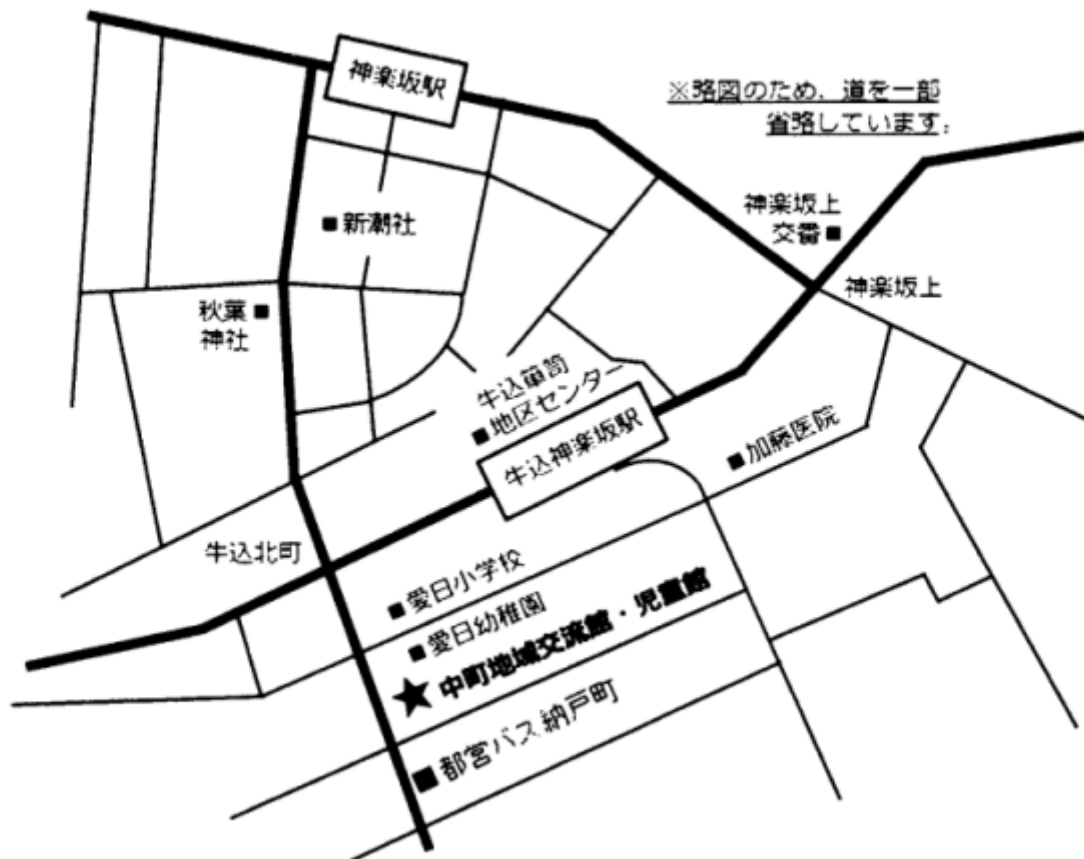 神楽坂駅
※略図のため、道を一部
省略しています。
神楽坂上
交番■
■新潮社
神楽坂上
秋葉■
神社
牛込箪笥
■地区センター
牛込神楽坂駅
■加藤医院
牛込北町
■愛日小学校
■愛日幼稚園
★中町地域交流館・児童館
■都営バス納戸町